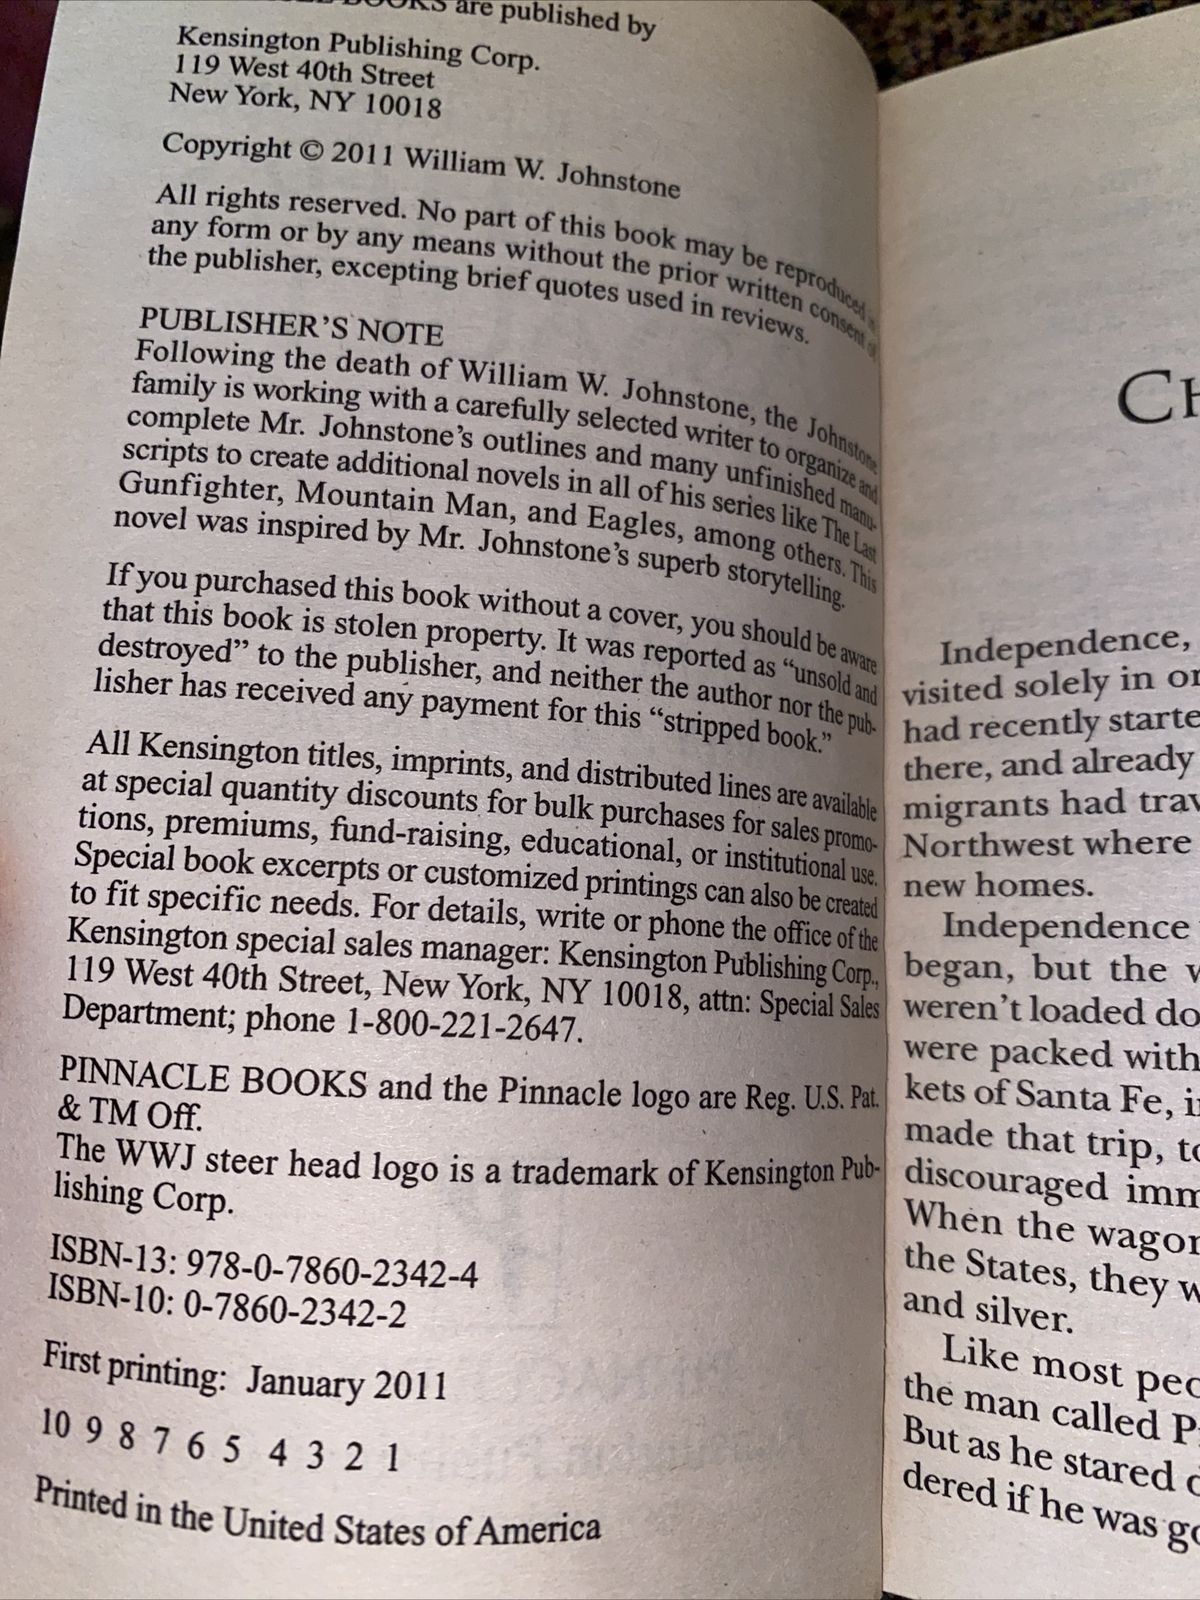 BOOKS are published by
Kensington Publishing Corp.
119 West 40th Street
New York, NY 10018
Copyright © 2011 William W. Johnstone
All rights reserved. No part of this book may be reproduced in
any form or by any means without the prior written consent of
the publisher, excepting brief quotes used in reviews.
PUBLISHER'S NOTE
Following the death of William W. Johnstone, the Johnstone
family is working with a carefully selected writer to organize and
complete Mr. Johnstone's outlines and many unfinished manu-
scripts to create additional novels in all of his series like The Last
Gunfighter, Mountain Man, and Eagles, among others. This
novel was inspired by Mr. Johnstone's superb storytelling.
If you purchased this book without a cover, you should be aware
that this book is stolen property. It was reported as “unsold and
destroyed” to the publisher, and neither the author nor the pub-
lisher has received any payment for this “stripped book.”
All Kensington titles, imprints, and distributed lines are available
at special quantity discounts for bulk purchases for sales promo-
tions, premiums, fund-raising, educational, or institutional use.
Special book excerpts or customized printings can also be created
to fit specific needs. For details, write or phone the office of the
Kensington special sales manager: Kensington Publishing Corp.,
119 West 40th Street, New York, NY 10018, attn: Special Sales
Department; phone 1-800-221-2647.
PINNACLE BOOKS and the Pinnacle logo are Reg. U.S. Pat.
& TM Off.
The WWJ steer head logo is a trademark of Kensington Pub-
lishing Corp.
ISBN-13: 978-0-7860-2342-4
ISBN-10: 0-7860-2342-2
First printing: January 2011
10 9 8 7 6 5 4 3 2 1
Printed in the United States of America
CH
Independence,
visited solely in or
had recently starte
there, and already
migrants had trav
Northwest where
new homes.
Independence
began, but the w
weren't loaded do
were packed with
kets of Santa Fe, i
made that trip, to
discouraged imm
When the wagon
the States, they w
and silver.
Like most peo
the man called P
But as he stared d
dered if he was go